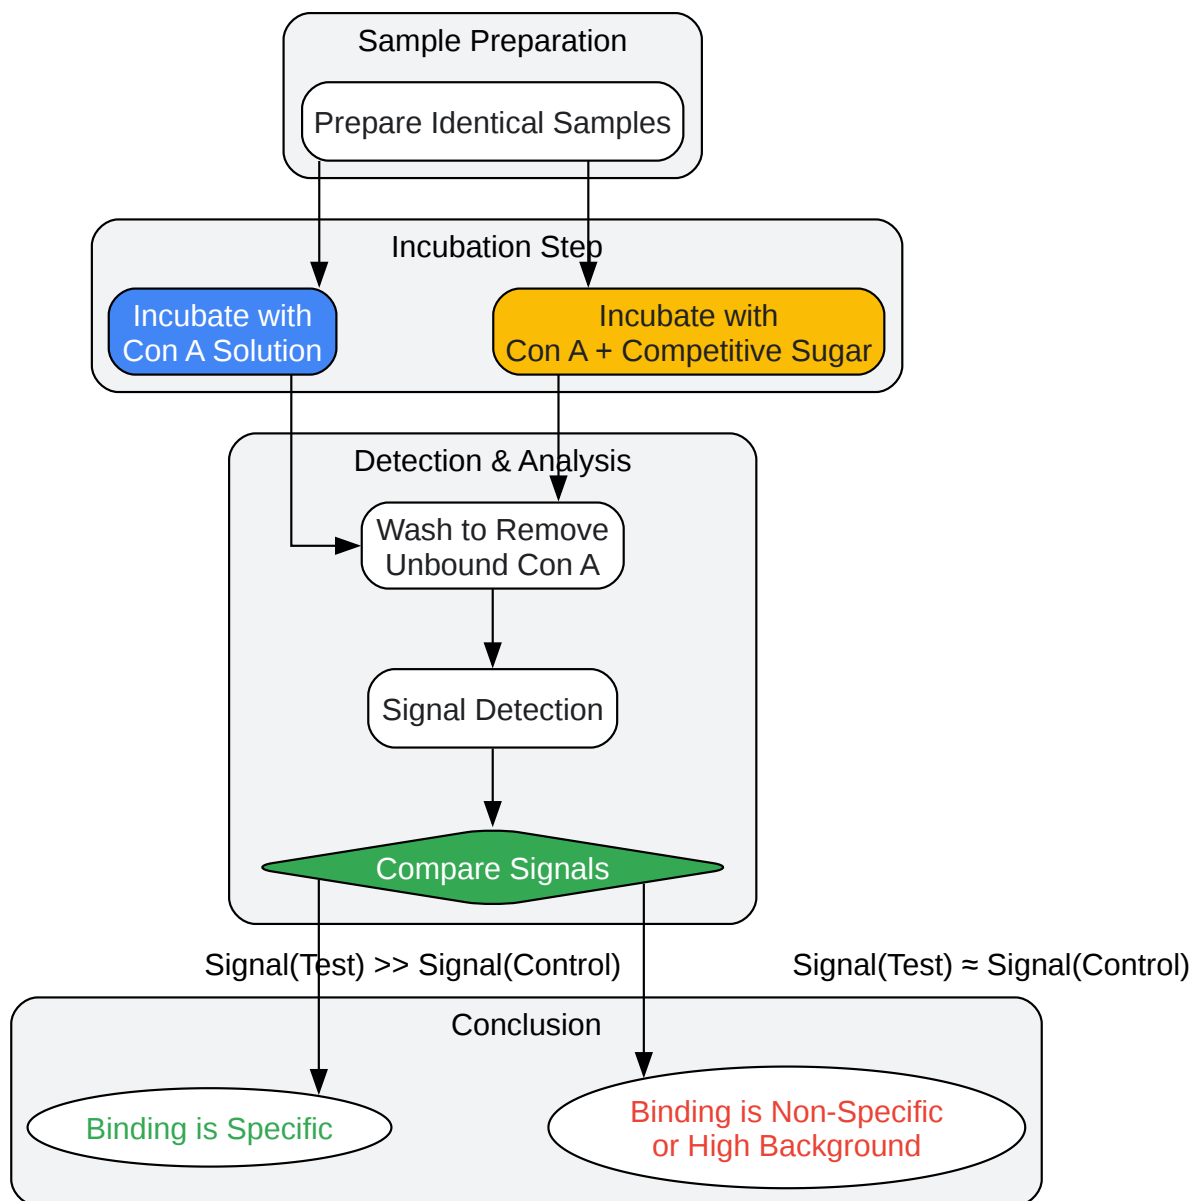 Sample Preparation
Prepare Identical Samples
Incubation Step
Incubate with
Con A Solution
Incubate with
Con A + Competitive Sugar
Detection & Analysis
Wash to Remove
Unbound Con A
Signal Detection
Compare Signals
Signal(Test) >> Signal(Control)
Signal(Test) ≈ Signal(Control)
Conclusion
Binding is Specific
Binding is Non-Specific
or High Background